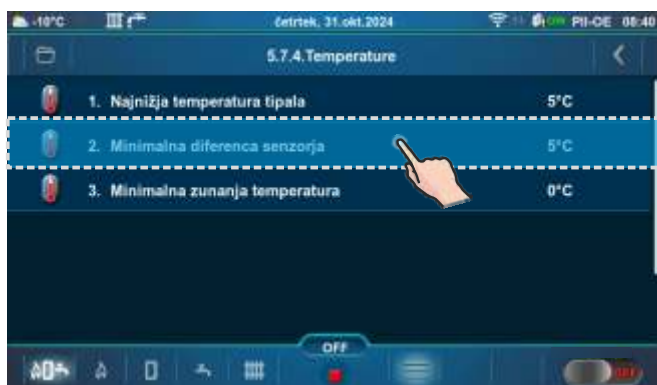 -10°C četrtek, 31.okt.2024 PII-OE 08:40
5.7.4.Temperature
1. Najnižja temperatura tipala 5°C
2. Minimalna diferenca senzorja 5°C
3. Minimalna zunanja temperatura 0°C
OFF
OFF